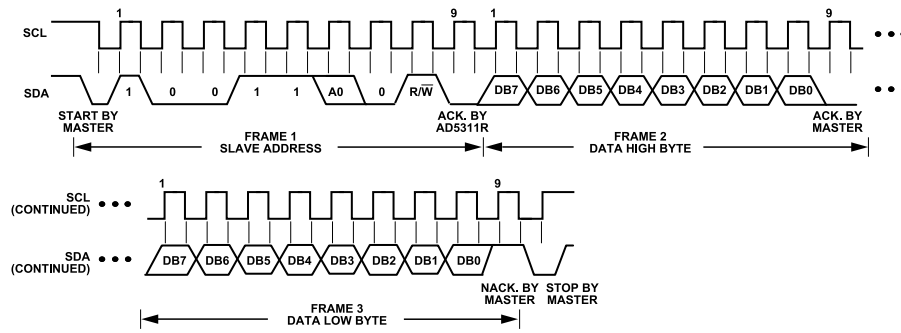 1 9 1 9
SCL
SDA
1 0 0 1 1 A0 0 R/W̅ DB7 DB6 DB5 DB4 DB3 DB2 DB1 DB0
START BY
MASTER
ACK. BY
AD5311R
ACK. BY
MASTER
FRAME 1
SLAVE ADDRESS
FRAME 2
DATA HIGH BYTE
1 9
SCL
(CONTINUED)
SDA
(CONTINUED)
DB7 DB6 DB5 DB4 DB3 DB2 DB1 DB0
NACK. BY
MASTER
STOP BY
MASTER
FRAME 3
DATA LOW BYTE